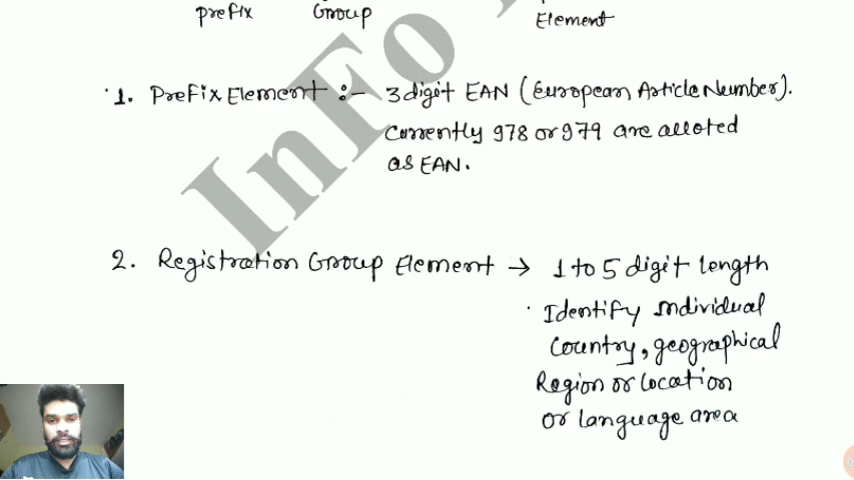 Prefix Group Element
1. Prefix Element :- 3 digit EAN (European Article Number).
Currently 978 or 979 are alloted
as EAN.
2. Registration Group Element → 1 to 5 digit length
. Identify individual
Country, geographical
Region or location
or language area
InFo